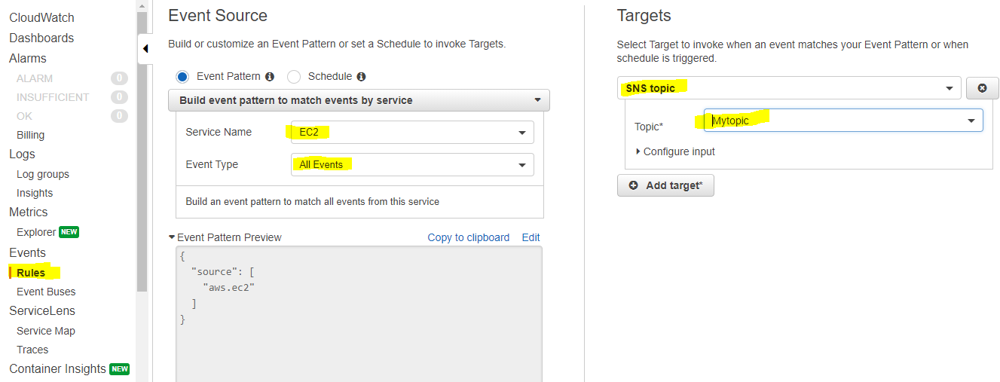 CloudWatch
Dashboards
Alarms
ALARM 0
INSUFFICIENT 0
OK 0
Billing
Logs
Log groups
Insights
Metrics
Explorer NEW
Events
Rules
Event Buses
ServiceLens
Service Map
Traces
Container Insights NEW
Event Source
Build or customize an Event Pattern or set a Schedule to invoke Targets.
Event Pattern Schedule
Build event pattern to match events by service
Service Name EC2
Event Type All Events
Build an event pattern to match all events from this service
Event Pattern Preview Copy to clipboard Edit
{
"source": [
"aws.ec2"
]
}
Targets
Select Target to invoke when an event matches your Event Pattern or when
schedule is triggered.
SNS topic
Topic* Mytopic
Configure input
Add target*